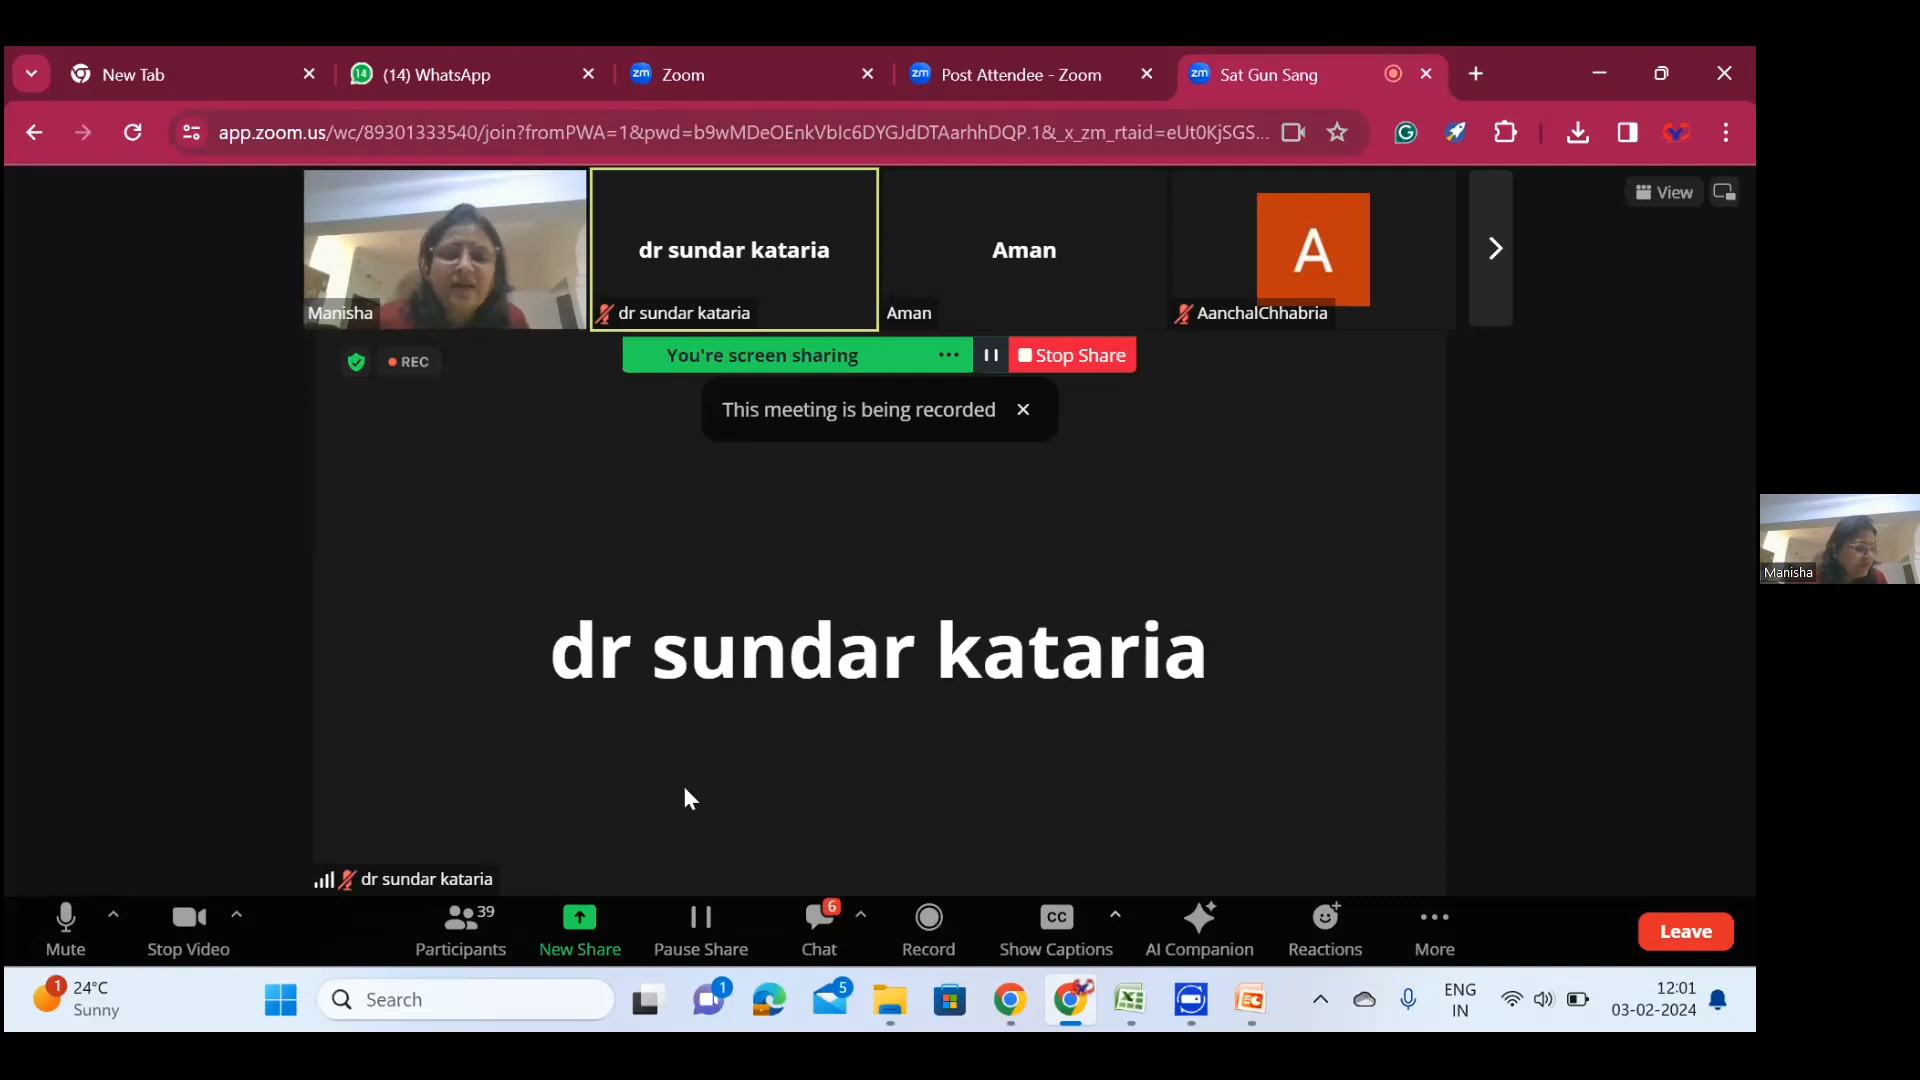 New Tab
(14) WhatsApp
Zoom
Post Attendee - Zoom
Sat Gun Sang
app.zoom.us/wc/89301333540/join?fromPWA=1&pwd=b9wMDeOEnkVbIc6DYGJdDTAarhhDQP.1&_x_zm_rtaid=eUt0KjSGS...
View
dr sundar kataria
Aman
A
Manisha
dr sundar kataria
Aman
AanchalChhabria
REC
You're screen sharing
Stop Share
This meeting is being recorded
Manisha
dr sundar kataria
dr sundar kataria
39
6
CC
Mute
Stop Video
Participants
New Share
Pause Share
Chat
Record
Show Captions
AI Companion
Reactions
More
Leave
1
24°C
Sunny
Search
1
5
ENG
IN
12:01
03-02-2024